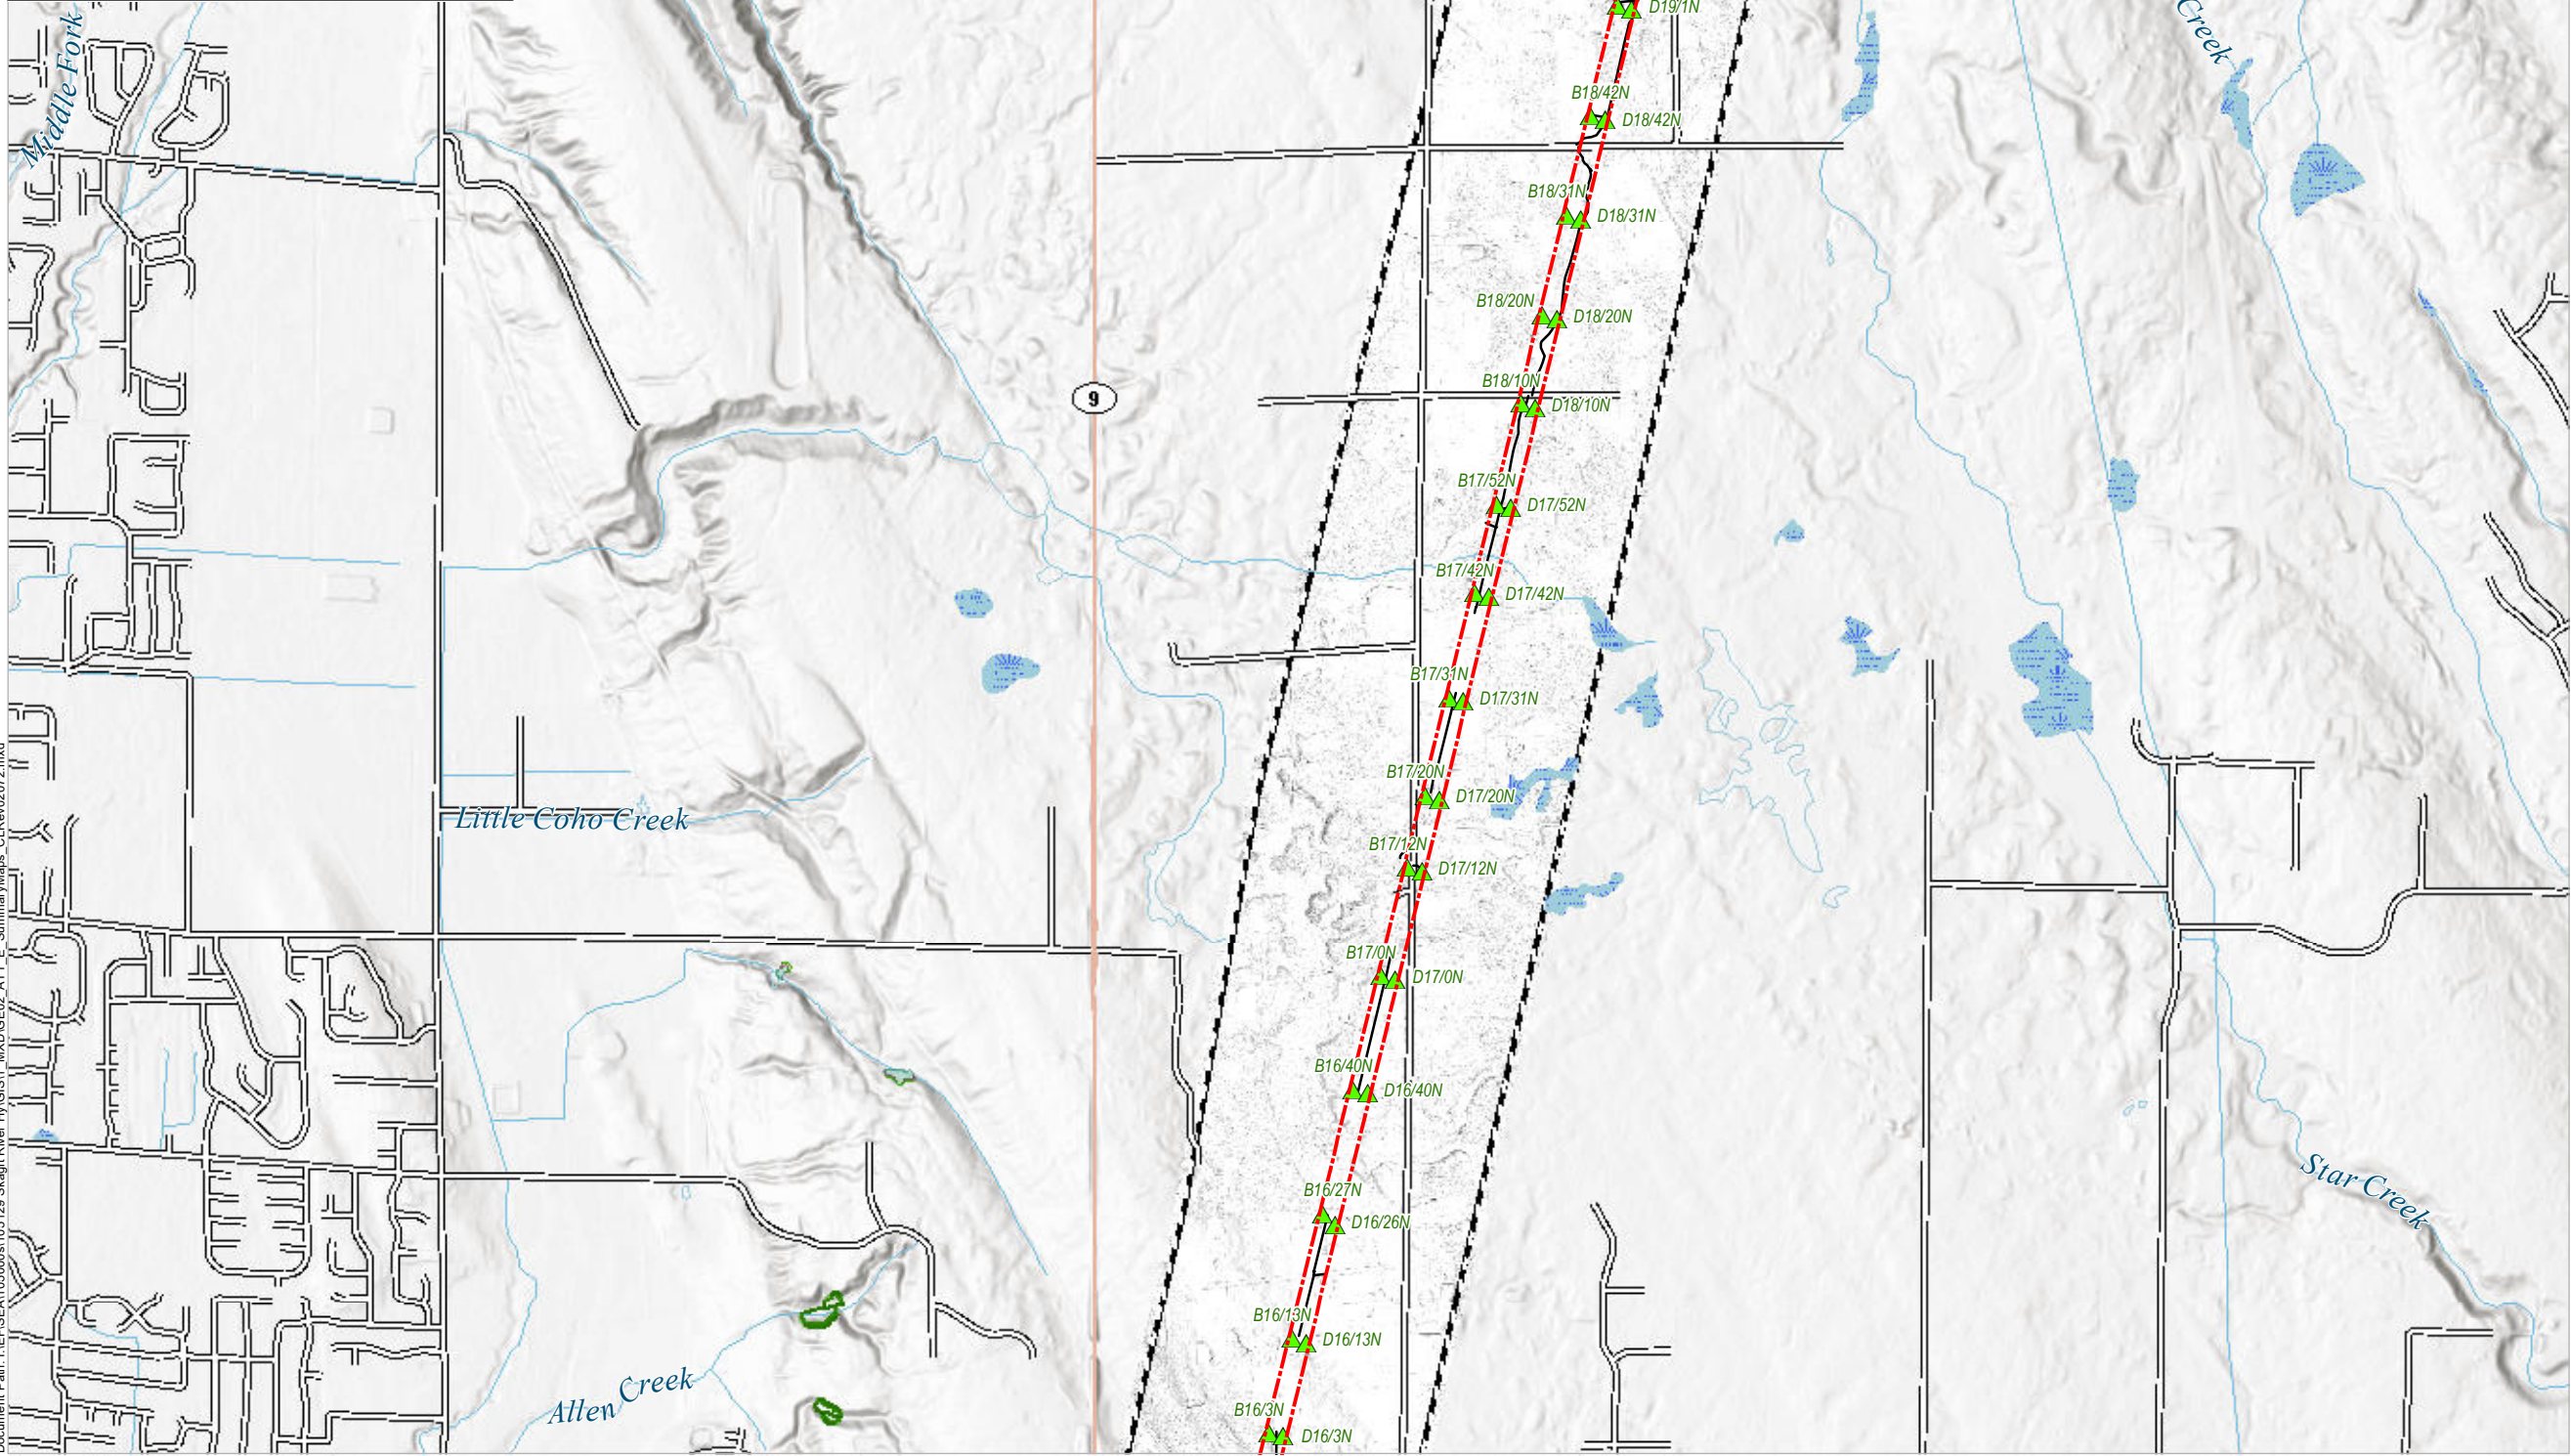 D19/1N
Creek
Middle Fork
B18/42N
D18/42N
B18/31N
D18/31N
B18/20N
D18/20N
B18/10N
9
D18/10N
B17/52N
D17/52N
B17/42N
D17/42N
B17/31N
D17/31N
B17/20N
D17/20N
Little Coho Creek
B17/12N
D17/12N
B17/0N
D17/0N
B16/40N
D16/40N
B16/27N
D16/26N
Star Creek
B16/13N
D16/13N
Allen Creek
B16/3N
D16/3N